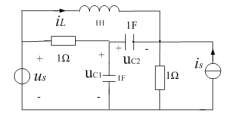 iL 1H 1F
+ 1Ω + + uC2 -
us uC1 1F 1Ω is
- -